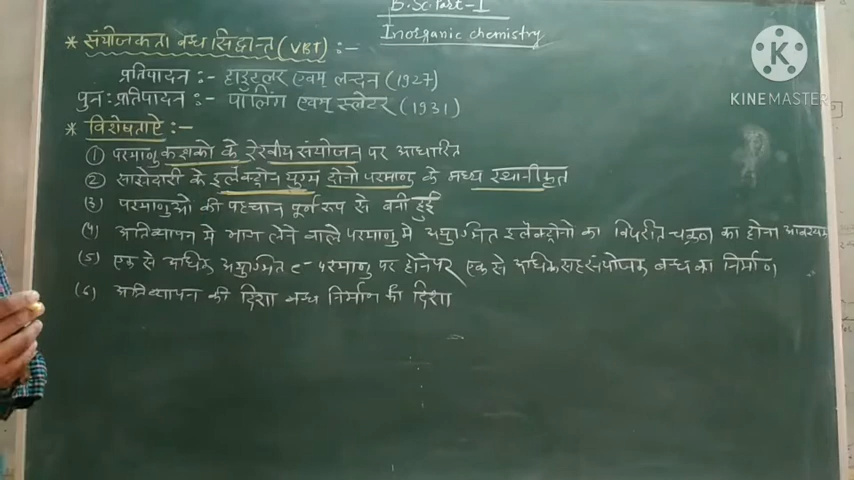 B.Sc. Part-I
Inorganic chemistry
* संयोजकता बन्ध सिद्धान्त (VBT) :-
प्रतिपादन :- हाइटलर एवम् लन्दन (1927)
पुन: प्रतिपादन :- पालिंग एवम् स्लेटर (1931)
* विशेषताऐ :-
① परमाणु कक्षको के रेखीय संयोजन पर आधारित
② साझेदारी के इलेक्ट्रोन युग्म दोनो परमाणु के मध्य स्थानीकृत
③ परमाणुओ की पहचान पूर्ण रूप से बनी हुई
(4) अतिव्यापन मे भाग लेने वाले परमाणु मे अयुग्मित इलेक्ट्रोनो का विपरीत चक्रण का होना आवश्यक
(5) एक से अधिक अयुग्मित e- परमाणु पर होने पर एक से अधिक सहसंयोजक बन्ध का निर्माण
(6) अतिव्यापन की दिशा बन्ध निर्माण की दिशा
KINEMASTER